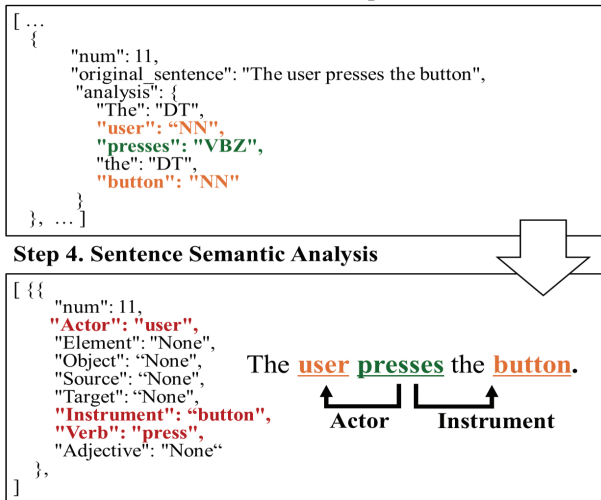 [ …
{
"num": 11,
"original_sentence": "The user presses the button",
"analysis": {
"The": "DT",
"user": “NN",
"presses": "VBZ",
"the": "DT",
"button": "NN"
}
}, … ]
Step 4. Sentence Semantic Analysis
[ {{
"num": 11,
"Actor": "user",
"Element": "None",
"Object": “None",
"Source": “None",
"Target": “None",
"Instrument": “button",
"Verb": "press",
"Adjective": "None“
},
]
The user presses the button.
Actor Instrument